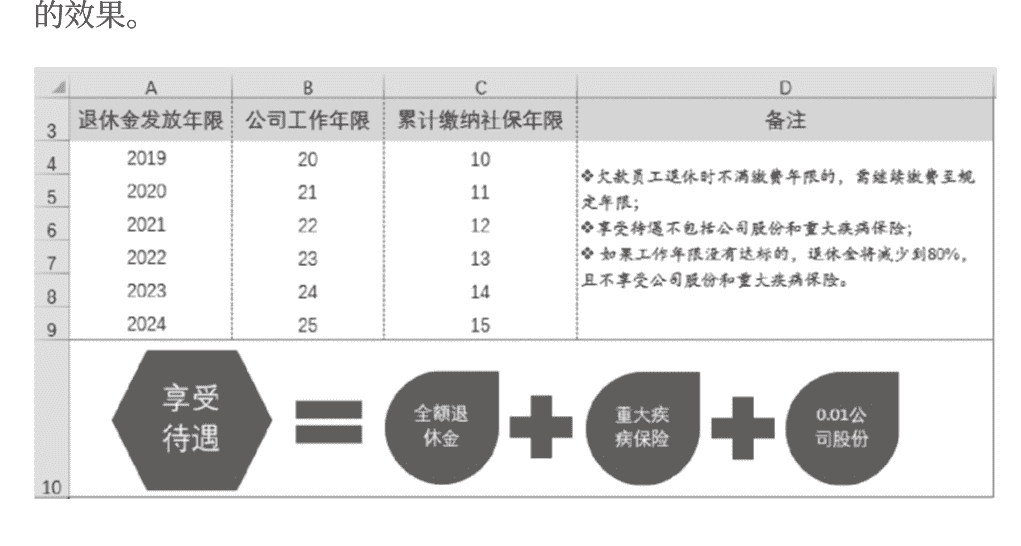 的效果。
A B C D
3 退休金发放年限 公司工作年限 累计缴纳社保年限 备注
4 2019 20 10
5 2020 21 11
6 2021 22 12
7 2022 23 13
8 2023 24 14
9 2024 25 15
❖欠款员工退休时不满缴费年限的，需继续缴费至规
定年限；
❖享受待遇不包括公司股份和重大疾病保险；
❖ 如果工作年限没有达标的，退休金将减少到80%，
且不享受公司股份和重大疾病保险。
10
享受
待遇
=
全额退
休金
+
重大疾
病保险
+
0.01公
司股份